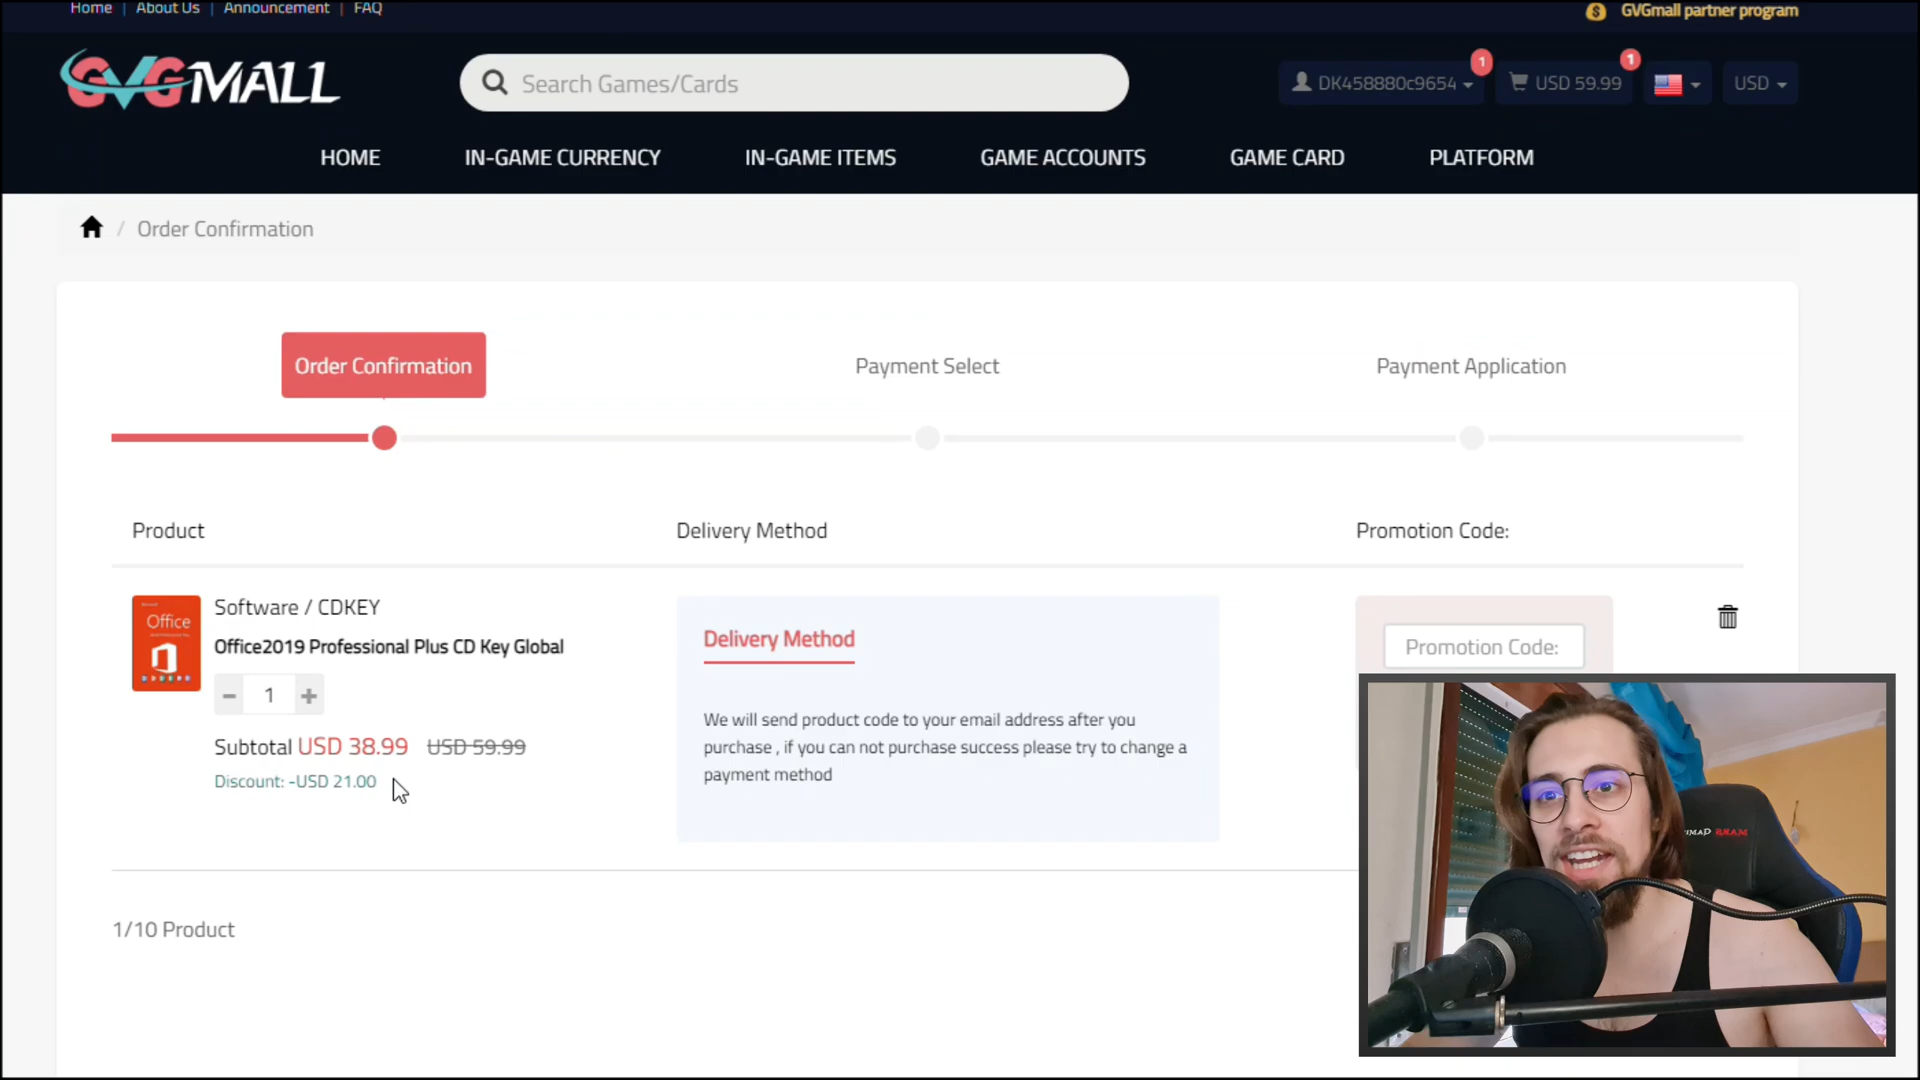 Home | About Us | Announcement | FAQ
GVGmall partner program
GVGMALL
Search Games/Cards
1
DK458880c9654
1
USD 59.99
USD
HOME
IN-GAME CURRENCY
IN-GAME ITEMS
GAME ACCOUNTS
GAME CARD
PLATFORM
/ Order Confirmation
Order Confirmation
Payment Select
Payment Application
Product
Delivery Method
Promotion Code:
Office
Software / CDKEY
Office2019 Professional Plus CD Key Global
− 1 +
Subtotal USD 38.99 USD 59.99
Discount: -USD 21.00
Delivery Method
We will send product code to your email address after you
purchase , if you can not purchase success please try to change a
payment method
Promotion Code:
1/10 Product